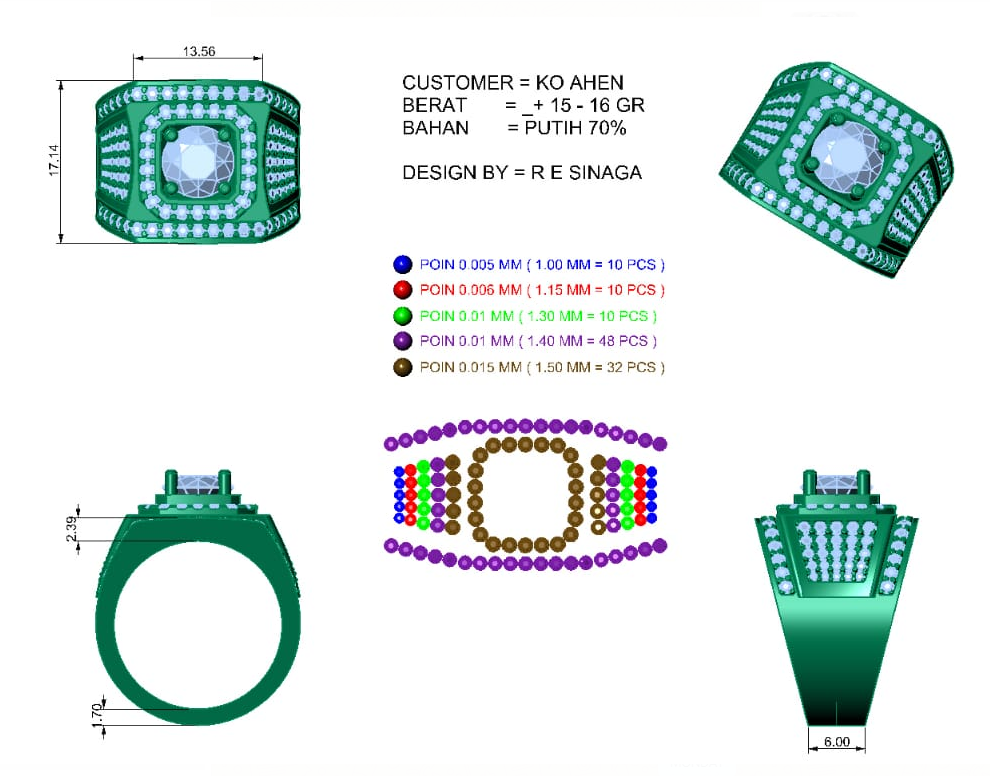 13.56
17.14
CUSTOMER = KO AHEN
BERAT = _+ 15 - 16 GR
BAHAN = PUTIH 70%
DESIGN BY = R E SINAGA
POIN 0.005 MM ( 1.00 MM = 10 PCS )
POIN 0.006 MM ( 1.15 MM = 10 PCS )
POIN 0.01 MM ( 1.30 MM = 10 PCS )
POIN 0.01 MM ( 1.40 MM = 48 PCS )
POIN 0.015 MM ( 1.50 MM = 32 PCS )
2.39
1.70
6.00